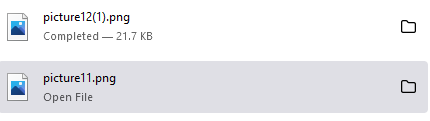 picture12(1).png
Completed — 21.7 KB
picture11.png
Open File